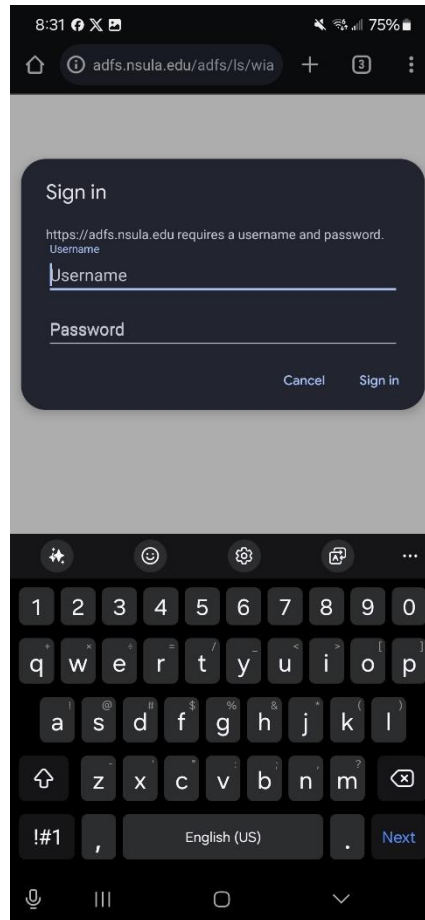 8:31 75%
adfs.nsula.edu/adfs/ls/wia 3
Sign in
https://adfs.nsula.edu requires a username and password.
Username
Username
Password
Cancel Sign in
1 2 3 4 5 6 7 8 9 0
q w e r t y u i o p
a s d f g h j k l
z x c v b n m
!#1 , English (US) . Next